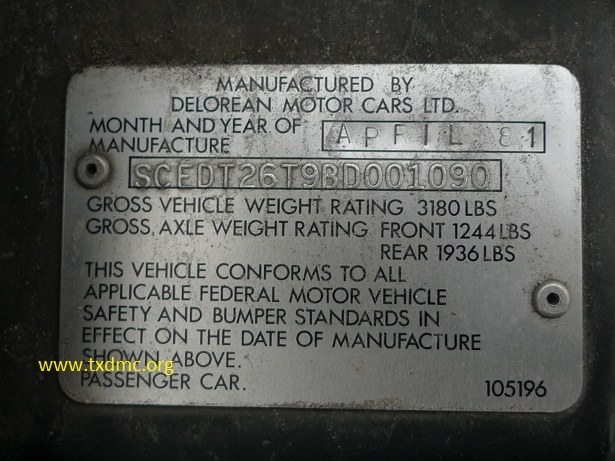 MANUFACTURED BY
DELOREAN MOTOR CARS LTD.
MONTH AND YEAR OF
MANUFACTURE APFIL 81
SCEDT26T9BD001090
GROSS VEHICLE WEIGHT RATING 3180 LBS
GROSS, AXLE WEIGHT RATING FRONT 1244 LBS
REAR 1936 LBS
THIS VEHICLE CONFORMS TO ALL
APPLICABLE FEDERAL MOTOR VEHICLE
SAFETY AND BUMPER STANDARDS IN
EFFECT ON THE DATE OF MANUFACTURE
SHOWN ABOVE.
www.txdmc.org
PASSENGER CAR. 105196